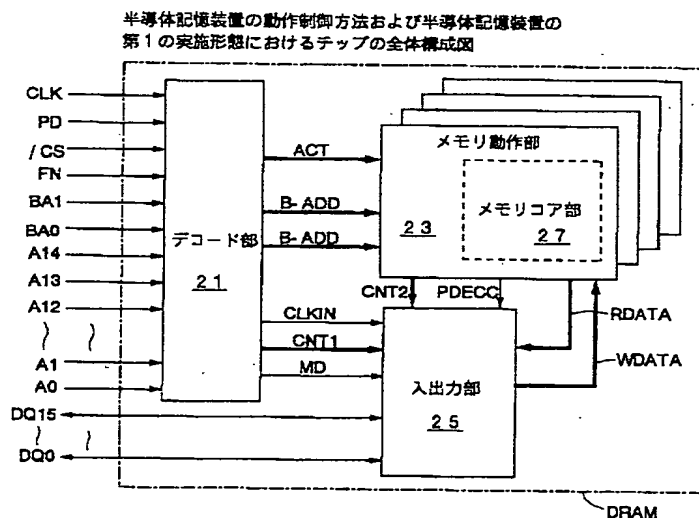 半導体記憶装置の動作制御方法および半導体記憶装置の
第１の実施形態におけるチップの全体構成図
CLK
PD
/CS
FN
BA1
BA0
A14
A13
A12
A1
A0
DQ15
DQ0
デコード部
21
ACT
B-ADD
B-ADD
CLKIN
CNT1
MD
メモリ動作部
23
メモリコア部
27
CNT2
PDECC
RDATA
WDATA
入出力部
25
DRAM